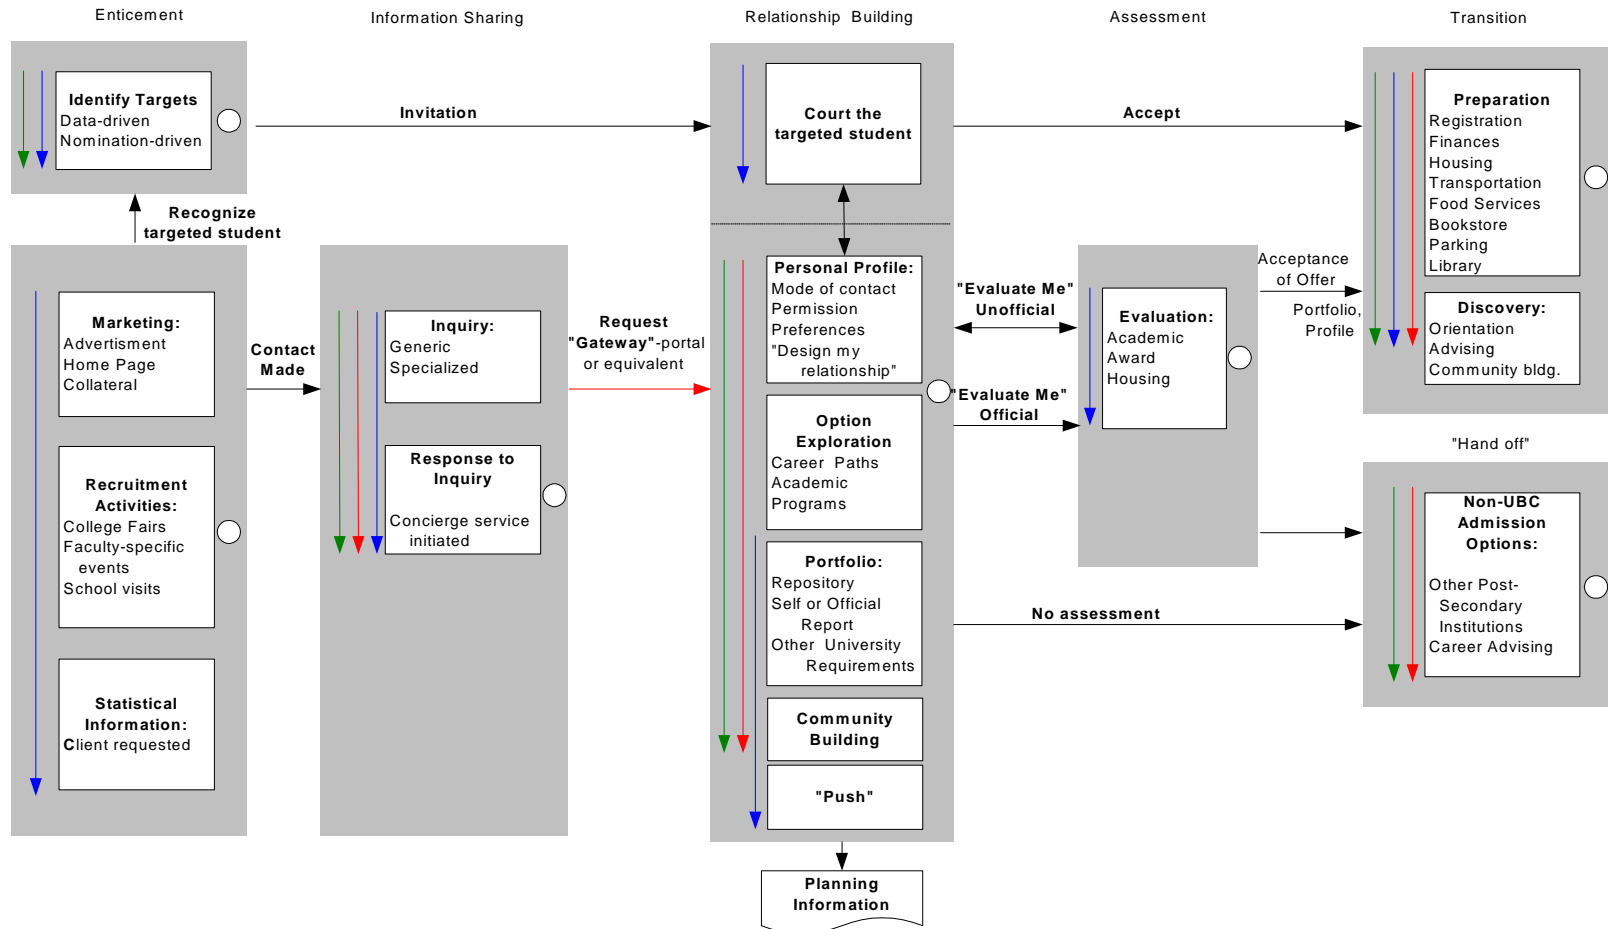 Enticement
Information Sharing
Relationship Building
Assessment
Transition
Identify Targets
Data-driven
Nomination-driven
Invitation
Court the
targeted student
Accept
Preparation
Registration
Finances
Housing
Transportation
Food Services
Bookstore
Parking
Library
Recognize
targeted student
Marketing:
Advertisment
Home Page
Collateral
Contact
Made
Inquiry:
Generic
Specialized
Request
"Gateway"-portal
or equivalent
Personal Profile:
Mode of contact
Permission
Preferences
"Design my
relationship"
"Evaluate Me"
Unofficial
Evaluation:
Academic
Award
Housing
Acceptance
of Offer
Portfolio,
Profile
Discovery:
Orientation
Advising
Community bldg.
"Evaluate Me"
Official
Option
Exploration
Career Paths
Academic
Programs
Recruitment
Activities:
College Fairs
Faculty-specific
events
School visits
Response to
Inquiry
Concierge service
initiated
"Hand off"
Non-UBC
Admission
Options:
Other Post-
Secondary
Institutions
Career Advising
Portfolio:
Repository
Self or Official
Report
Other University
Requirements
No assessment
Statistical
Information:
Client requested
Community
Building
"Push"
Planning
Information